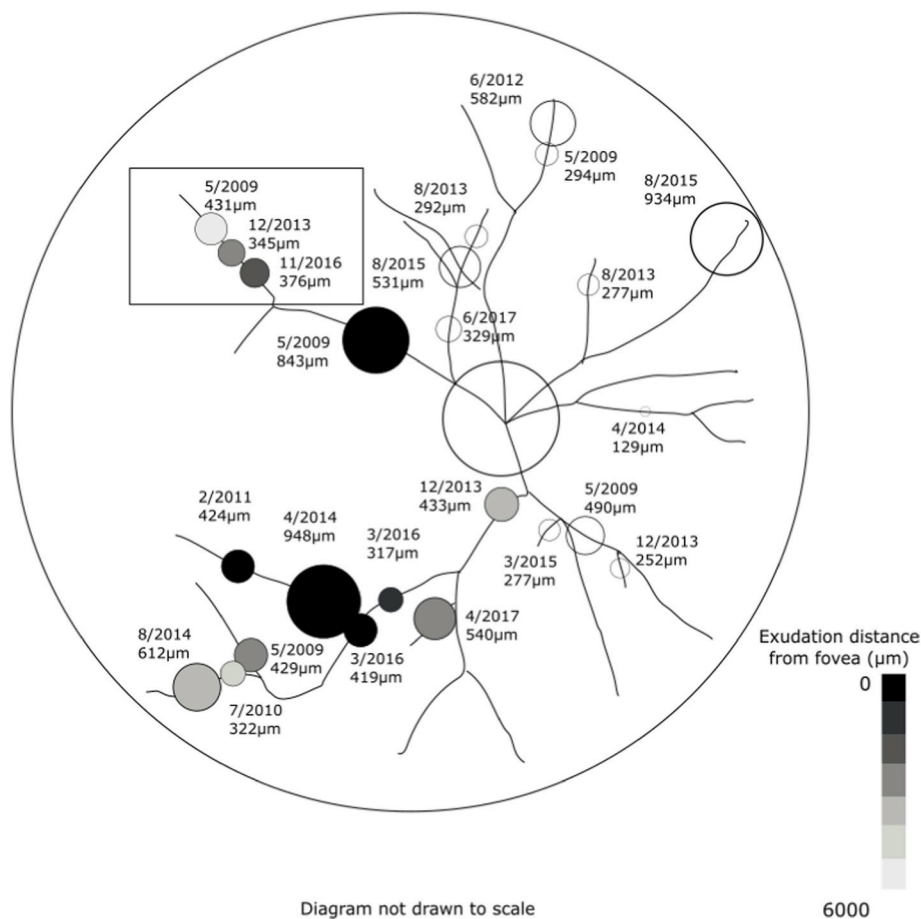 6/2012
582µm
5/2009
294µm
8/2015
934µm
5/2009
431µm
12/2013
345µm
11/2016
376µm
8/2013
292µm
8/2015
531µm
8/2013
277µm
6/2017
329µm
5/2009
843µm
4/2014
129µm
12/2013
433µm
5/2009
490µm
2/2011
424µm
4/2014
948µm
3/2016
317µm
12/2013
252µm
3/2015
277µm
4/2017
540µm
8/2014
612µm
5/2009
429µm
3/2016
419µm
7/2010
322µm
Exudation distance
from fovea (µm)
0
6000
Diagram not drawn to scale